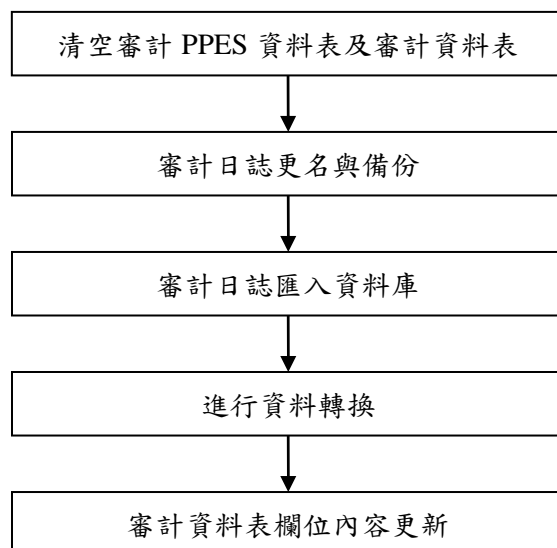 清空審計 PPES 資料表及審計資料表
審計日誌更名與備份
審計日誌匯入資料庫
進行資料轉換
審計資料表欄位內容更新